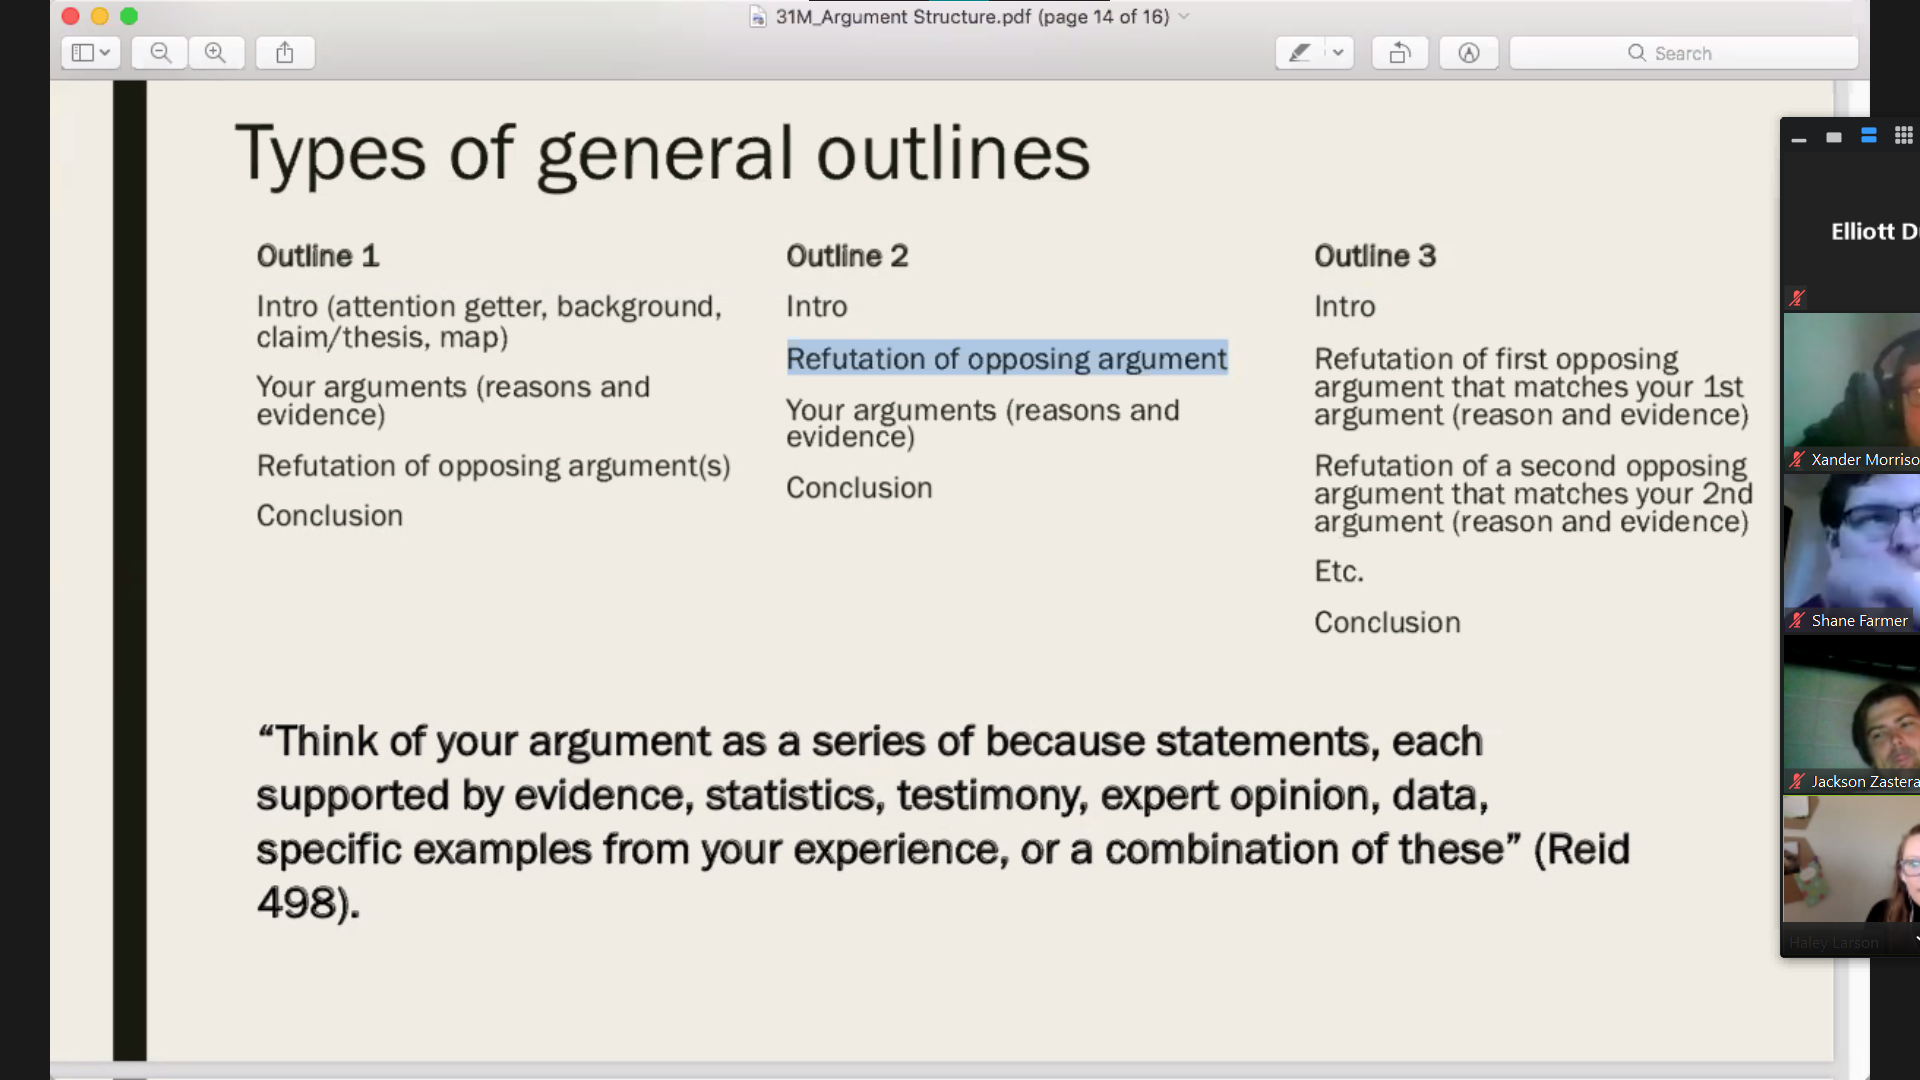 31M_Argument Structure.pdf (page 14 of 16)
Search
Types of general outlines
Outline 1
Intro (attention getter, background,
claim/thesis, map)
Your arguments (reasons and
evidence)
Refutation of opposing argument(s)
Conclusion
Outline 2
Intro
Refutation of opposing argument
Your arguments (reasons and
evidence)
Conclusion
Outline 3
Intro
Refutation of first opposing
argument that matches your 1st
argument (reason and evidence)
Refutation of a second opposing
argument that matches your 2nd
argument (reason and evidence)
Etc.
Conclusion
“Think of your argument as a series of because statements, each
supported by evidence, statistics, testimony, expert opinion, data,
specific examples from your experience, or a combination of these” (Reid
498).
Elliott D
Xander Morriso
Shane Farmer
Jackson Zastera
Haley Larson